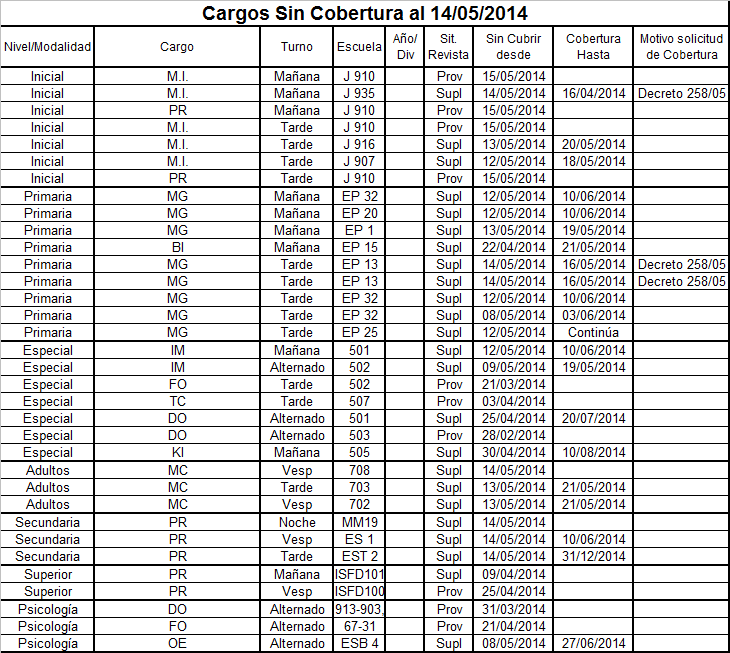 Cargos Sin Cobertura al 14/05/2014
Nivel/Modalidad Cargo Turno Escuela Año/ Div Sit. Revista Sin Cubrir desde Cobertura Hasta Motivo solicitud de Cobertura
Inicial M.I. Mañana J 910 Prov 15/05/2014
Inicial M.I. Mañana J 935 Supl 14/05/2014 16/04/2014 Decreto 258/05
Inicial PR Mañana J 910 Prov 15/05/2014
Inicial M.I. Tarde J 910 Prov 15/05/2014
Inicial M.I. Tarde J 916 Supl 13/05/2014 20/05/2014
Inicial M.I. Tarde J 907 Supl 12/05/2014 18/05/2014
Inicial PR Tarde J 910 Prov 15/05/2014
Primaria MG Mañana EP 32 Supl 12/05/2014 10/06/2014
Primaria MG Mañana EP 20 Supl 12/05/2014 10/06/2014
Primaria MG Mañana EP 1 Supl 13/05/2014 19/05/2014
Primaria BI Mañana EP 15 Supl 22/04/2014 21/05/2014
Primaria MG Tarde EP 13 Supl 14/05/2014 16/05/2014 Decreto 258/05
Primaria MG Tarde EP 13 Supl 14/05/2014 16/05/2014 Decreto 258/05
Primaria MG Tarde EP 32 Supl 12/05/2014 10/06/2014
Primaria MG Tarde EP 32 Supl 08/05/2014 03/06/2014
Primaria MG Tarde EP 25 Supl 12/05/2014 Continúa
Especial IM Mañana 501 Supl 12/05/2014 10/06/2014
Especial IM Alternado 502 Supl 09/05/2014 19/05/2014
Especial FO Tarde 502 Prov 21/03/2014
Especial TC Tarde 507 Prov 03/04/2014
Especial DO Alternado 501 Supl 25/04/2014 20/07/2014
Especial DO Alternado 503 Prov 28/02/2014
Especial KI Mañana 505 Supl 30/04/2014 10/08/2014
Adultos MC Vesp 708 Supl 14/05/2014
Adultos MC Tarde 703 Supl 13/05/2014 21/05/2014
Adultos MC Vesp 702 Supl 13/05/2014 21/05/2014
Secundaria PR Noche MM19 Supl 14/05/2014
Secundaria PR Vesp ES 1 Supl 14/05/2014 10/06/2014
Secundaria PR Tarde EST 2 Supl 14/05/2014 31/12/2014
Superior PR Mañana ISFD101 Supl 09/04/2014
Superior PR Vesp ISFD100 Prov 25/04/2014
Psicología DO Alternado 913-903, Prov 31/03/2014
Psicología FO Alternado 67-31 Prov 21/04/2014
Psicología OE Alternado ESB 4 Supl 08/05/2014 27/06/2014